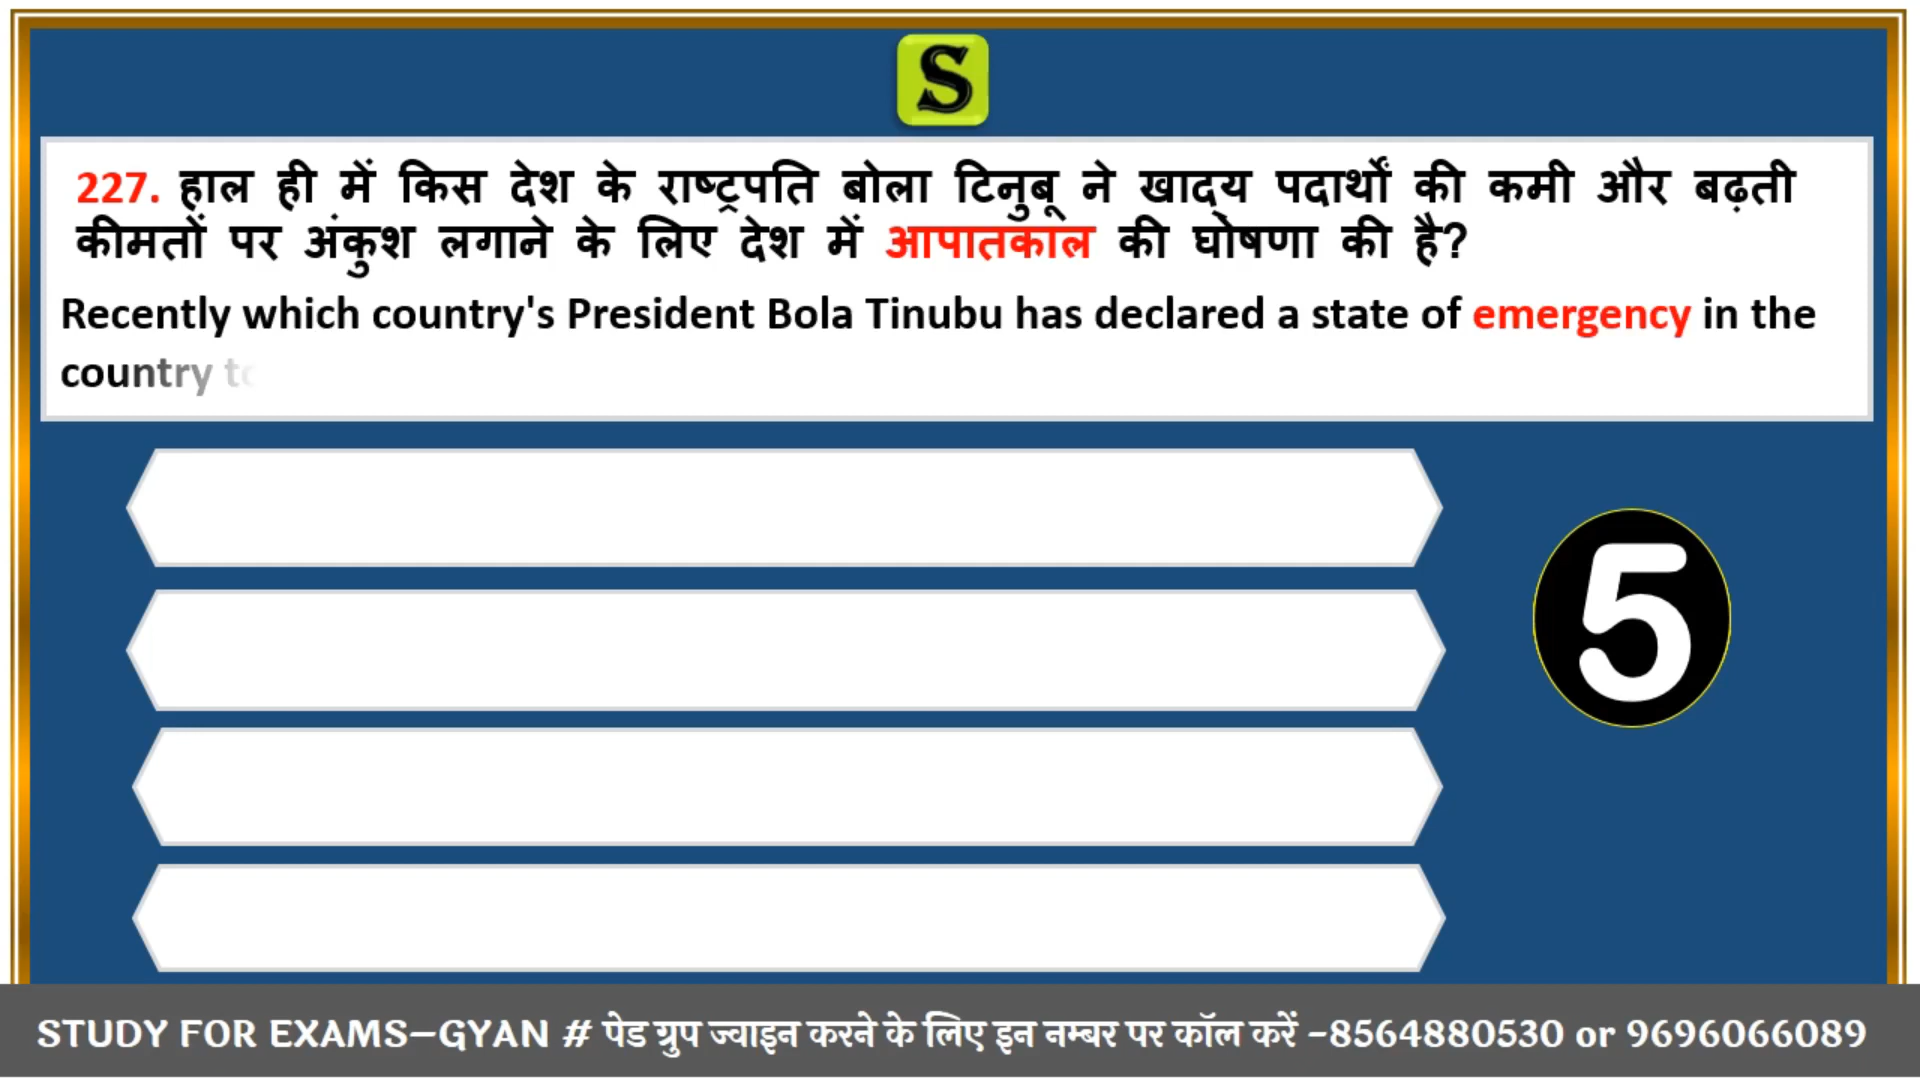 S
227. हाल ही में किस देश के राष्ट्रपति बोला टिनुबू ने खाद्य पदार्थों की कमी और बढ़ती
कीमतों पर अंकुश लगाने के लिए देश में आपातकाल की घोषणा की है?
Recently which country's President Bola Tinubu has declared a state of emergency in the
country to
5
STUDY FOR EXAMS–GYAN # पेड ग्रुप ज्वाइन करने के लिए इन नम्बर पर कॉल करें –8564880530 or 9696066089